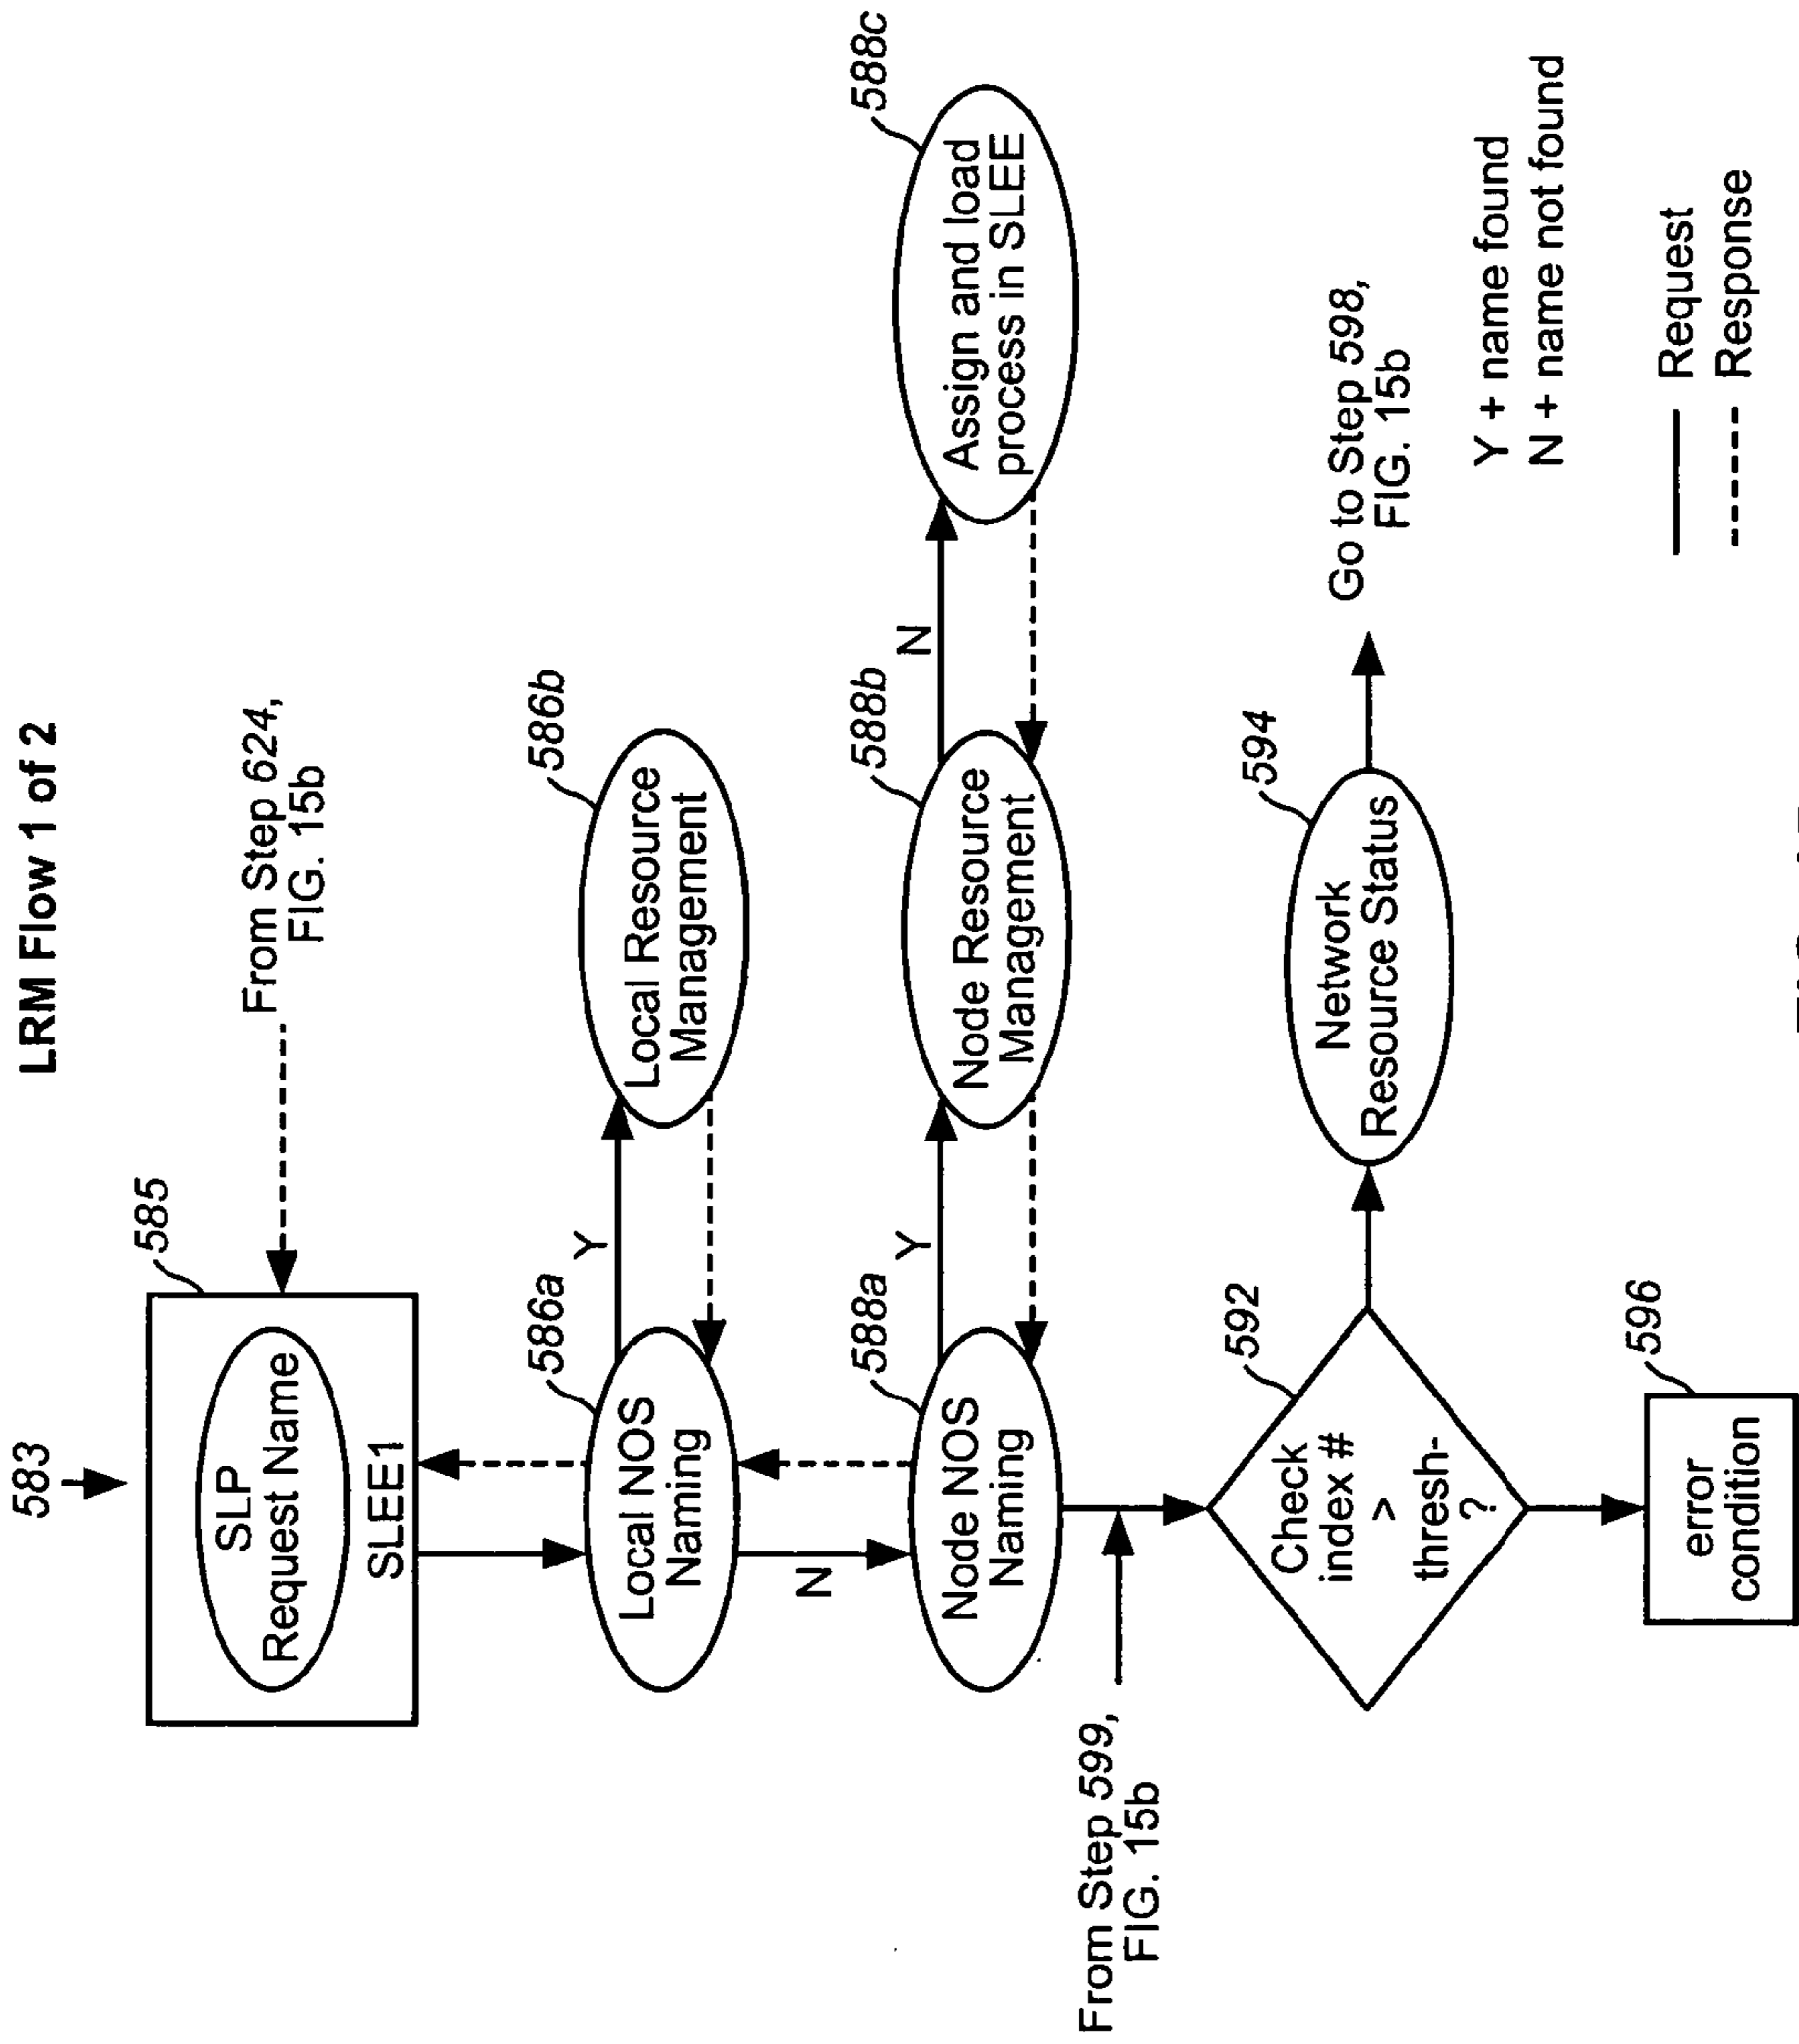 LRM Flow 1 of 2
583
585
From Step 624,
FIG. 15b
SLP
Request Name
SLEE1
586a
586b
Local NOS
Naming
Y
Local Resource
Management
N
588a
588b
588c
Node NOS
Naming
Y
Node Resource
Management
N
Assign and load
process in SLEE
From Step 599,
FIG. 15b
592
Check
index #
>
thresh-
?
594
Network
Resource Status
Go to Step 598,
FIG. 15b
596
error
condition
Y + name found
N + name not found
Request
Response